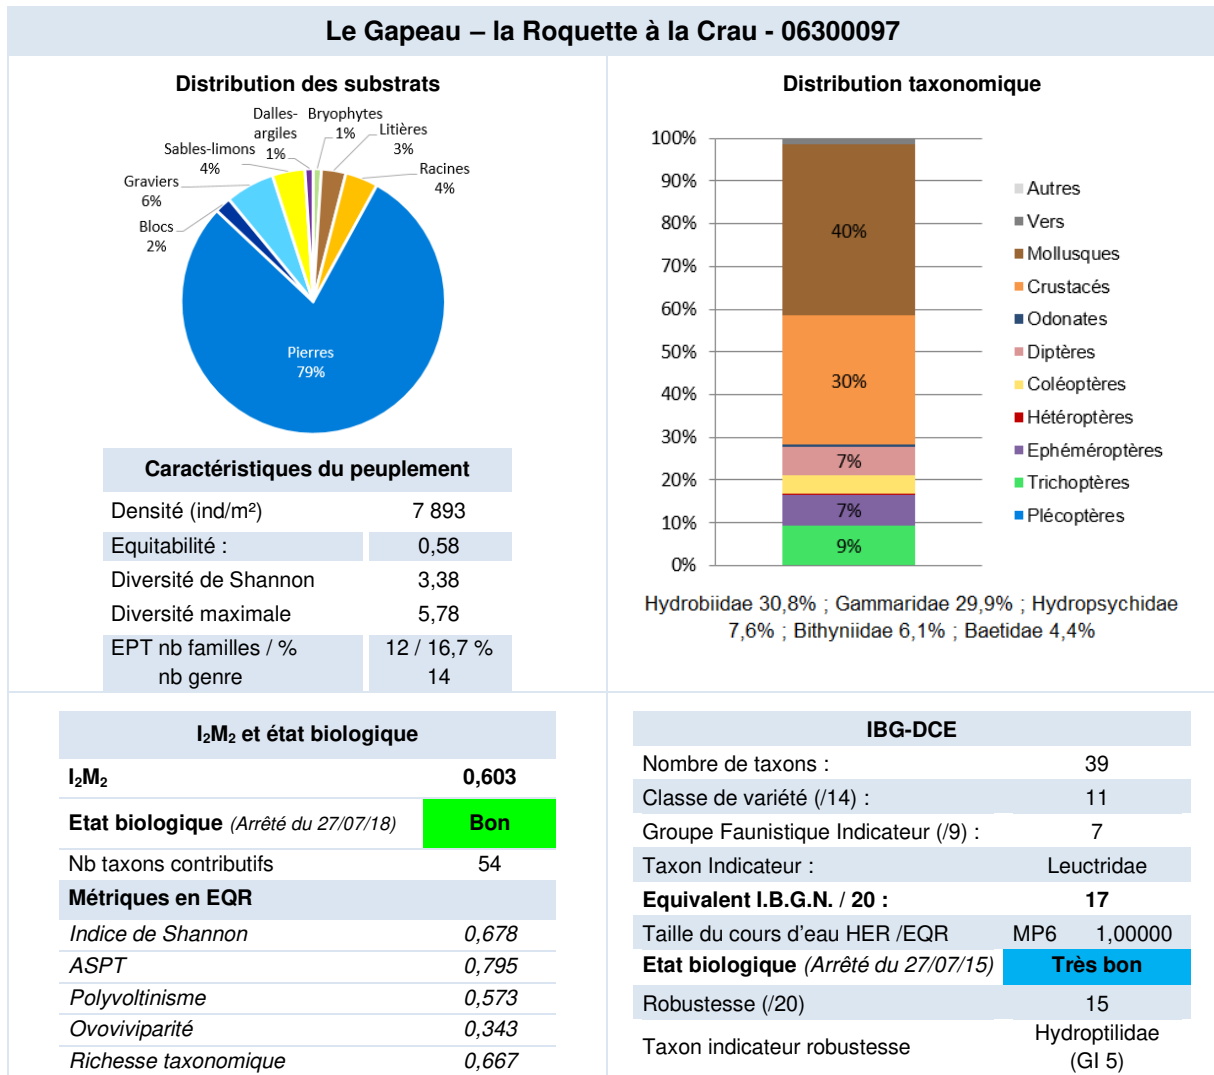 Le Gapeau – la Roquette à la Crau - 06300097
Distribution des substrats
Dalles-
argiles
1%
Bryophytes
1%
Litières
3%
Sables-limons
4%
Racines
4%
Graviers
6%
Blocs
2%
Pierres
79%
Caractéristiques du peuplement
Densité (ind/m²) 7 893
Equitabilité : 0,58
Diversité de Shannon 3,38
Diversité maximale 5,78
EPT nb familles / % 12 / 16,7 %
nb genre 14
Distribution taxonomique
100%
90%
80%
70%
60%
50%
40%
30%
20%
10%
0%
40%
30%
7%
7%
9%
Autres
Vers
Mollusques
Crustacés
Odonates
Diptères
Coléoptères
Hétéroptères
Ephéméroptères
Trichoptères
Plécoptères
Hydrobiidae 30,8% ; Gammaridae 29,9% ; Hydropsychidae
7,6% ; Bithyniidae 6,1% ; Baetidae 4,4%
I₂M₂ et état biologique
I₂M₂ 0,603
Etat biologique (Arrêté du 27/07/18) Bon
Nb taxons contributifs 54
Métriques en EQR
Indice de Shannon 0,678
ASPT 0,795
Polyvoltinisme 0,573
Ovoviviparité 0,343
Richesse taxonomique 0,667
IBG-DCE
Nombre de taxons : 39
Classe de variété (/14) : 11
Groupe Faunistique Indicateur (/9) : 7
Taxon Indicateur : Leuctridae
Equivalent I.B.G.N. / 20 : 17
Taille du cours d'eau HER /EQR MP6 1,00000
Etat biologique (Arrêté du 27/07/15) Très bon
Robustesse (/20) 15
Taxon indicateur robustesse Hydroptilidae
(GI 5)